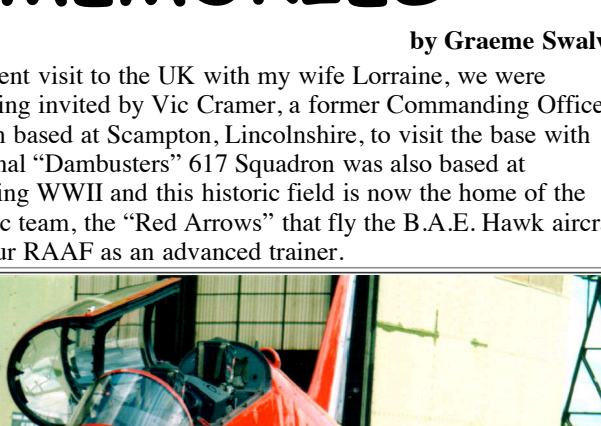 MEMORIES
by Graeme Swalw
ent visit to the UK with my wife Lorraine, we were
ing invited by Vic Cramer, a former Commanding Office
n based at Scampton, Lincolnshire, to visit the base with
nal “Dambusters” 617 Squadron was also based at
ing WWII and this historic field is now the home of the
c team, the “Red Arrows” that fly the B.A.E. Hawk aircra
ur RAAF as an advanced trainer.